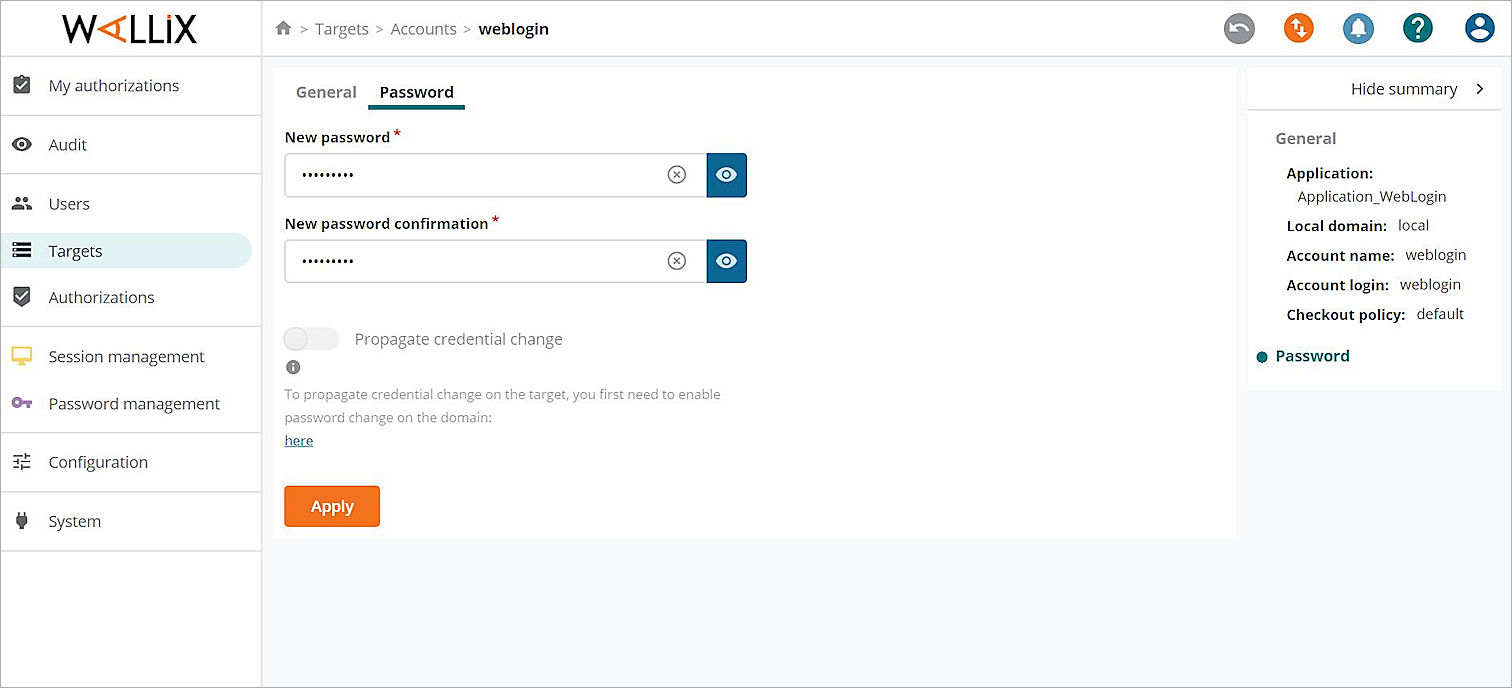 WALLIX
> Targets > Accounts > weblogin
My authorizations
Audit
Users
Targets
Authorizations
Session management
Password management
Configuration
System
General Password
New password *
•••••••••
New password confirmation *
•••••••••
Propagate credential change
To propagate credential change on the target, you first need to enable
password change on the domain:
here
Apply
Hide summary >
General
Application:
Application_WebLogin
Local domain: local
Account name: weblogin
Account login: weblogin
Checkout policy: default
Password